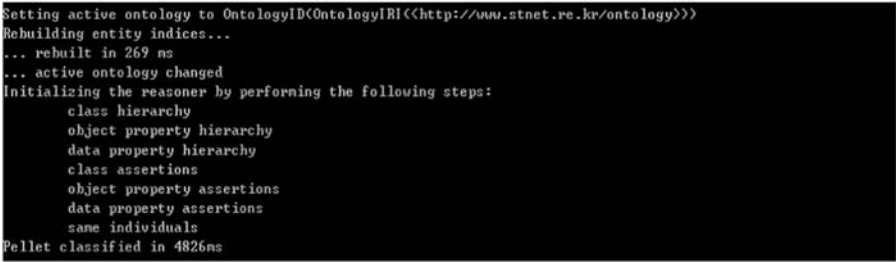 Setting active ontology to OntologyID(OntologyIRI(<http://www.stnet.re.kr/ontology>))
Rebuilding entity indices...
... rebuilt in 269 ms
... active ontology changed
Initializing the reasoner by performing the following steps:
class hierarchy
object property hierarchy
data property hierarchy
class assertions
object property assertions
data property assertions
same individuals
Pellet classified in 4826ms